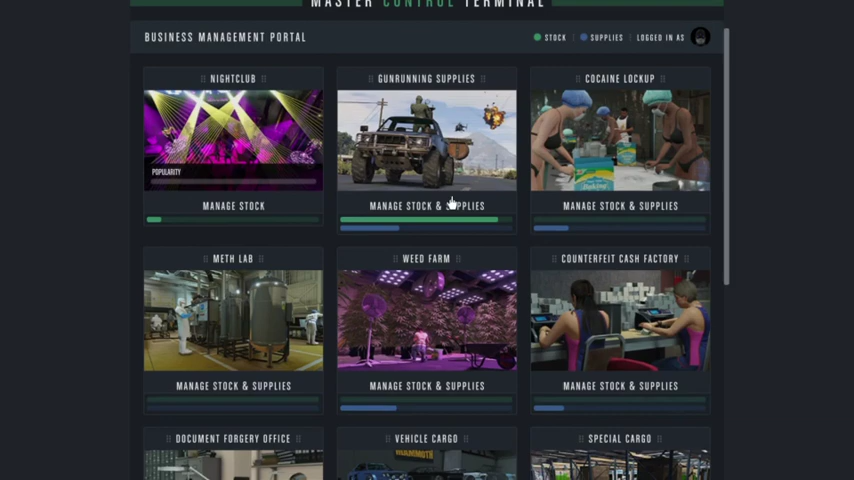 MASTER CONTROL TERMINAL
BUSINESS MANAGEMENT PORTAL
STOCK
SUPPLIES
LOGGED IN AS
NIGHTCLUB
GUNRUNNING SUPPLIES
COCAINE LOCKUP
POPULARITY
MANAGE STOCK
MANAGE STOCK & SUPPLIES
MANAGE STOCK & SUPPLIES
METH LAB
WEED FARM
COUNTERFEIT CASH FACTORY
MANAGE STOCK & SUPPLIES
MANAGE STOCK & SUPPLIES
MANAGE STOCK & SUPPLIES
DOCUMENT FORGERY OFFICE
VEHICLE CARGO
SPECIAL CARGO
MAMMOTH